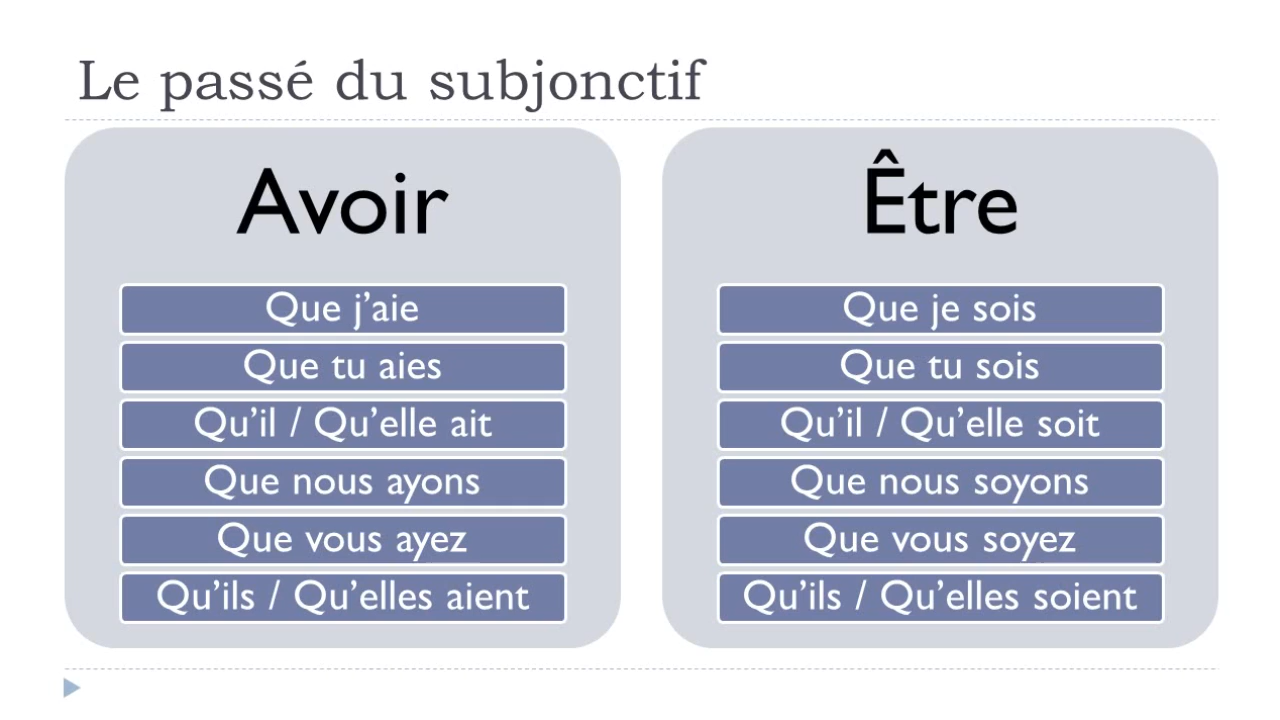 Le passé du subjonctif
Avoir
Que j’aie
Que tu aies
Qu’il / Qu’elle ait
Que nous ayons
Que vous ayez
Qu’ils / Qu’elles aient
Être
Que je sois
Que tu sois
Qu’il / Qu’elle soit
Que nous soyons
Que vous soyez
Qu’ils / Qu’elles soient